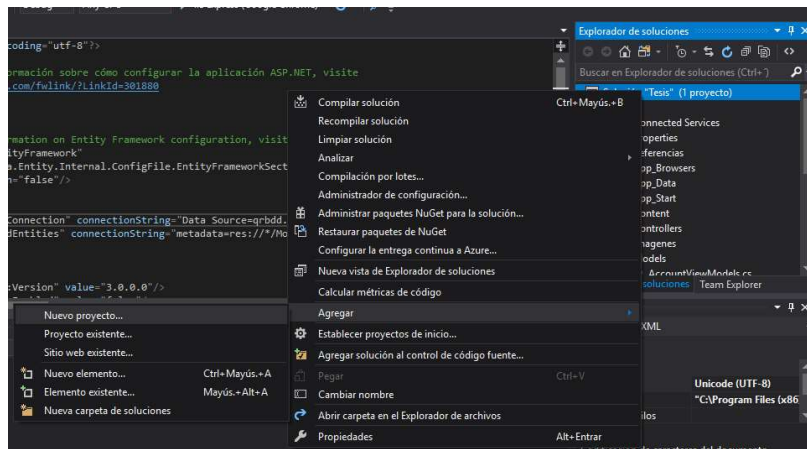 Explorador de soluciones
coding="utf-8"?>
ormación sobre cómo configurar la aplicación ASP.NET, visite
.com/fwlink/?LinkId=301880
Buscar en Explorador de soluciones (Ctrl+´)
"Tesis" (1 proyecto)
onnected Services
operties
eferencias
pp_Browsers
pp_Data
pp_Start
ontent
ontrollers
nagenes
odels
AccountViewModels.cs
soluciones Team Explorer
rmation on Entity Framework configuration, visit
ityFramework"
a.Entity.Internal.ConfigFile.EntityFrameworkSect
n="false"/>
Connection" connectionString="Data Source=qrbdd.
dEntities" connectionString="metadata=res://*/Mo
:Version" value="3.0.0.0"/>
Compilar solución Ctrl+Mayús.+B
Recompilar solución
Limpiar solución
Analizar
Compilación por lotes...
Administrador de configuración...
Administrar paquetes NuGet para la solución...
Restaurar paquetes de NuGet
Configurar la entrega continua a Azure...
Nueva vista de Explorador de soluciones
Calcular métricas de código
Agregar
Establecer proyectos de inicio...
Agregar solución al control de código fuente...
Pegar Ctrl+V
Cambiar nombre
Abrir carpeta en el Explorador de archivos
Propiedades Alt+Entrar
Nuevo proyecto...
Proyecto existente...
Sitio web existente...
Nuevo elemento... Ctrl+Mayús.+A
Elemento existente... Mayús.+Alt+A
Nueva carpeta de soluciones
XML
Unicode (UTF-8)
"C:\Program Files (x86
ilos